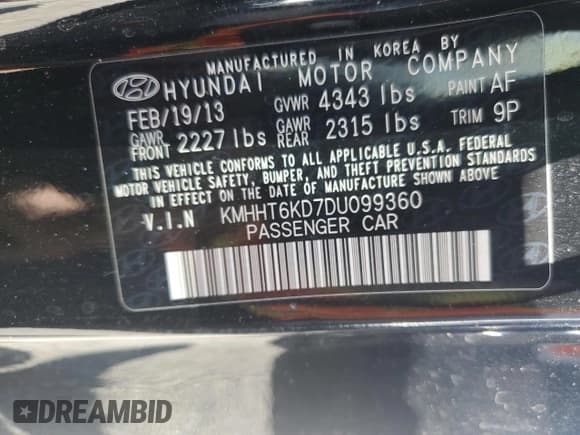 MANUFACTURED IN KOREA BY
HYUNDAI MOTOR COMPANY
FEB/19/13 GVWR 4343 lbs PAINT AF
GAWR FRONT 2227 lbs GAWR REAR 2315 lbs TRIM 9P
THIS VEHICLE CONFORMS TO ALL APPLICABLE U.S.A. FEDERAL
MOTOR VEHICLE SAFETY, BUMPER, AND THEFT PREVENTION
STANDARDS IN EFFECT ON THE DATE OF MANUFACTURE SHOWN ABOVE
V.I.N KMHHT6KD7DU099360
PASSENGER CAR
DREAMBID